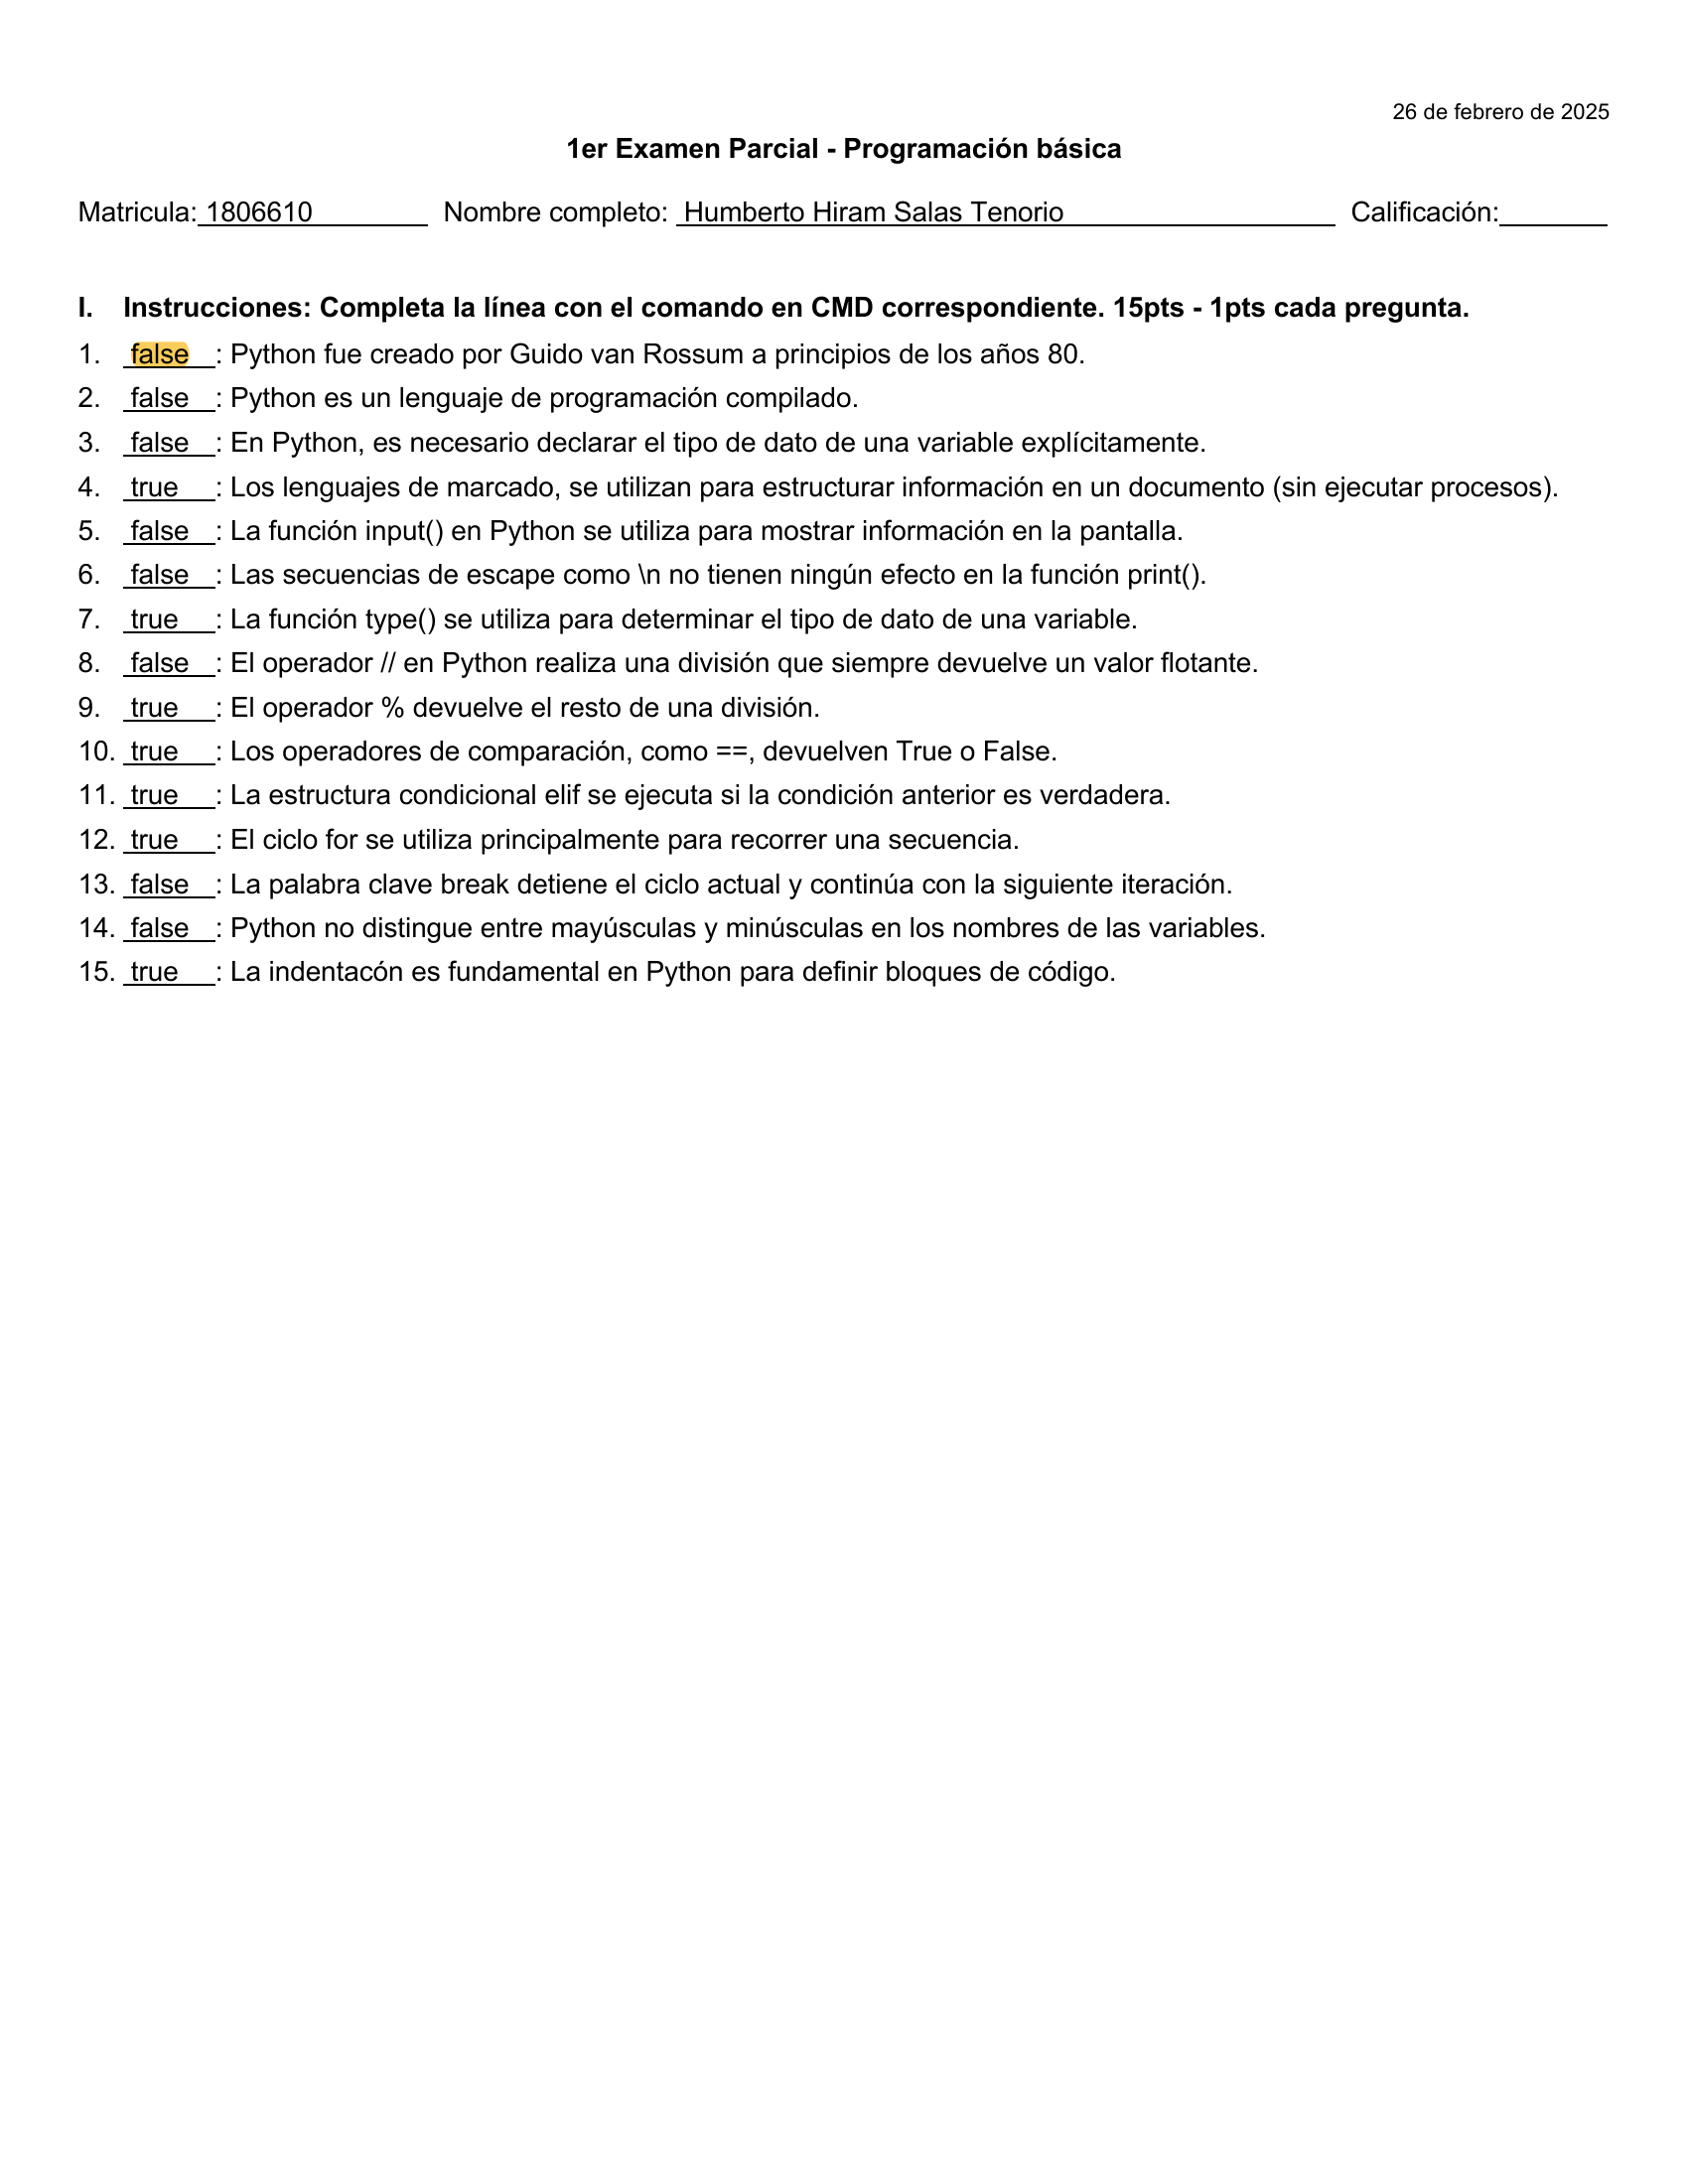 26 de febrero de 2025
1er Examen Parcial - Programación básica
Matricula: 1806610 Nombre completo: Humberto Hiram Salas Tenorio Calificación:
I. Instrucciones: Completa la línea con el comando en CMD correspondiente. 15pts - 1pts cada pregunta.
1. false : Python fue creado por Guido van Rossum a principios de los años 80.
2. false : Python es un lenguaje de programación compilado.
3. false : En Python, es necesario declarar el tipo de dato de una variable explícitamente.
4. true : Los lenguajes de marcado, se utilizan para estructurar información en un documento (sin ejecutar procesos).
5. false : La función input() en Python se utiliza para mostrar información en la pantalla.
6. false : Las secuencias de escape como \n no tienen ningún efecto en la función print().
7. true : La función type() se utiliza para determinar el tipo de dato de una variable.
8. false : El operador // en Python realiza una división que siempre devuelve un valor flotante.
9. true : El operador % devuelve el resto de una división.
10. true : Los operadores de comparación, como ==, devuelven True o False.
11. true : La estructura condicional elif se ejecuta si la condición anterior es verdadera.
12. true : El ciclo for se utiliza principalmente para recorrer una secuencia.
13. false : La palabra clave break detiene el ciclo actual y continúa con la siguiente iteración.
14. false : Python no distingue entre mayúsculas y minúsculas en los nombres de las variables.
15. true : La indentacón es fundamental en Python para definir bloques de código.